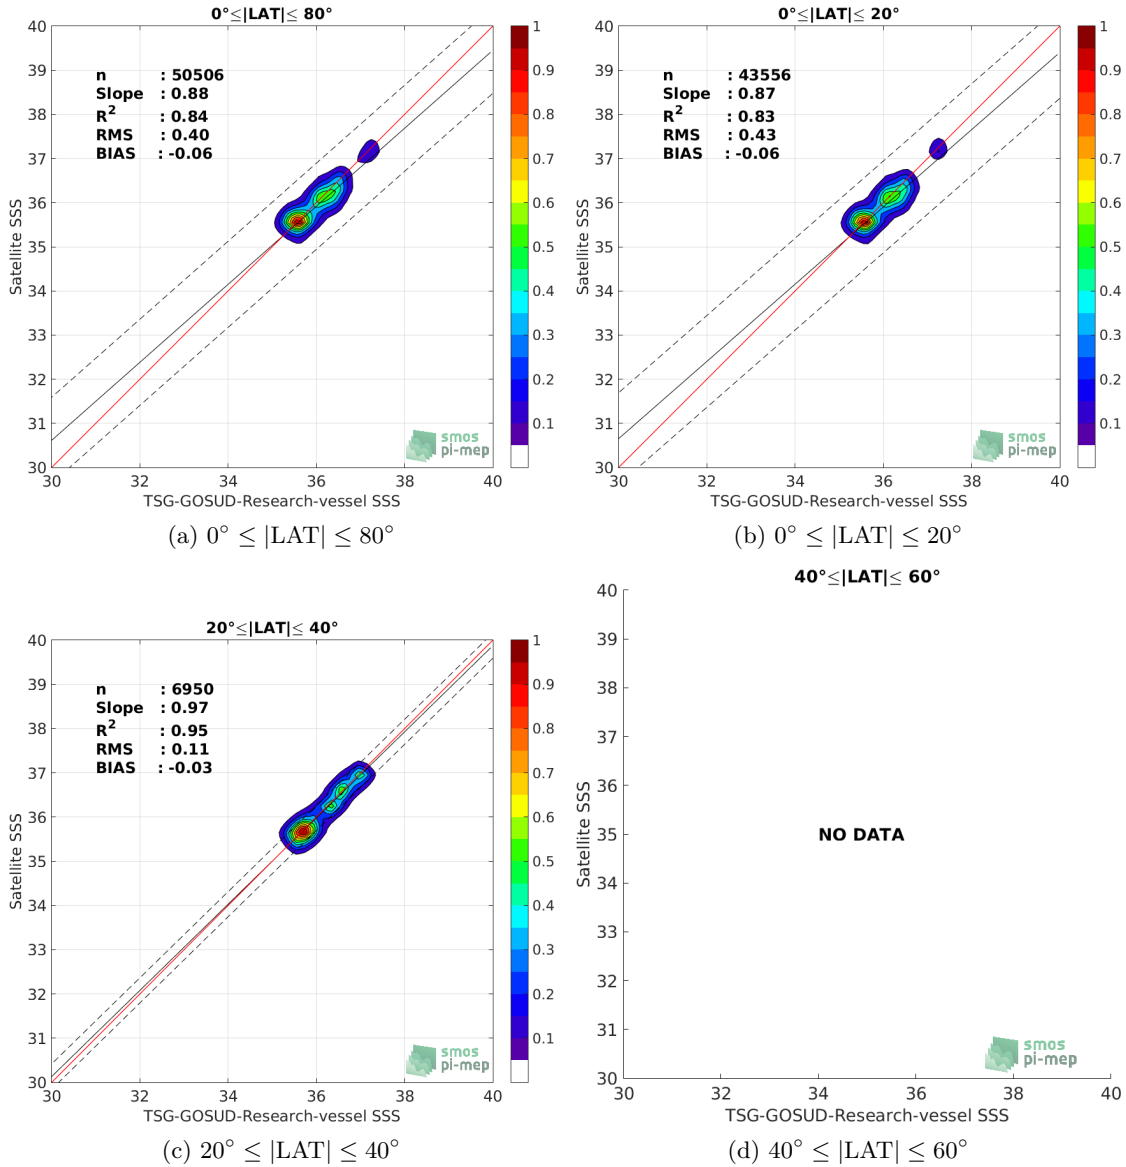 0°≤|LAT|≤ 80°
n : 50506
Slope : 0.88
R² : 0.84
RMS : 0.40
BIAS : -0.06
40
39
38
37
36
35
34
33
32
31
30
Satellite SSS
30 32 34 36 38 40
TSG-GOSUD-Research-vessel SSS
1
0.9
0.8
0.7
0.6
0.5
0.4
0.3
0.2
0.1
smos
pi-mep
(a) 0° ≤ |LAT| ≤ 80°
0°≤|LAT|≤ 20°
n : 43556
Slope : 0.87
R² : 0.83
RMS : 0.43
BIAS : -0.06
40
39
38
37
36
35
34
33
32
31
30
Satellite SSS
30 32 34 36 38 40
TSG-GOSUD-Research-vessel SSS
1
0.9
0.8
0.7
0.6
0.5
0.4
0.3
0.2
0.1
smos
pi-mep
(b) 0° ≤ |LAT| ≤ 20°
20°≤|LAT|≤ 40°
n : 6950
Slope : 0.97
R² : 0.95
RMS : 0.11
BIAS : -0.03
40
39
38
37
36
35
34
33
32
31
30
Satellite SSS
30 32 34 36 38 40
TSG-GOSUD-Research-vessel SSS
1
0.9
0.8
0.7
0.6
0.5
0.4
0.3
0.2
0.1
smos
pi-mep
(c) 20° ≤ |LAT| ≤ 40°
40°≤|LAT|≤ 60°
40
39
38
37
36
35
34
33
32
31
30
Satellite SSS
NO DATA
30 32 34 36 38 40
TSG-GOSUD-Research-vessel SSS
smos
pi-mep
(d) 40° ≤ |LAT| ≤ 60°